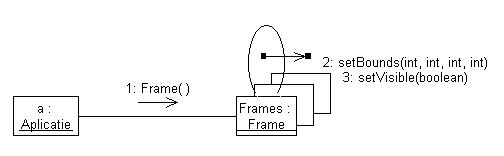 2: setBounds(int, int, int, int)
3: setVisible(boolean)
1: Frame( )
a :
Aplicatie
Frames :
Frame